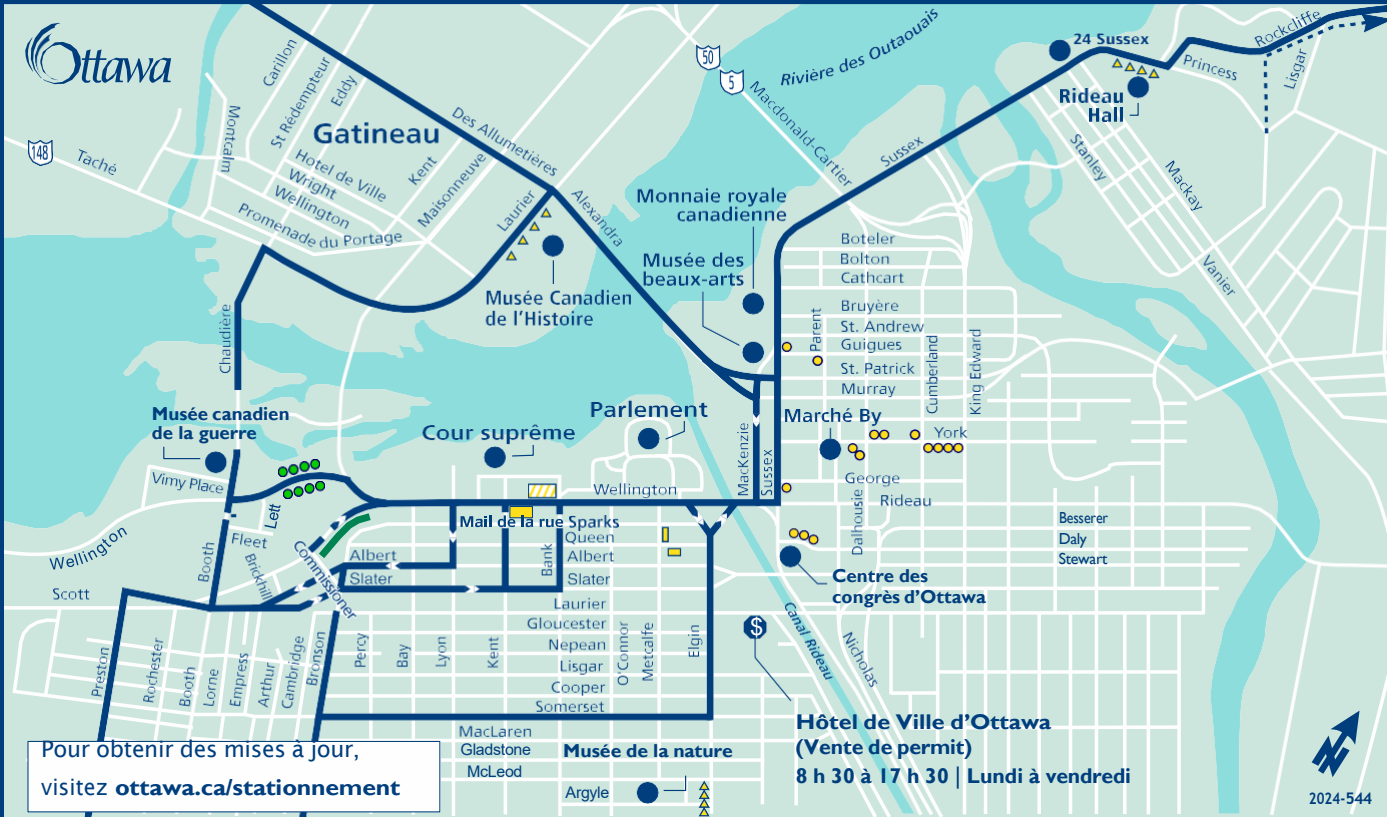 Ottawa
50
5
148
Rivière des Outaouais
24 Sussex
Rockcliffe
Princess
Lisgar
Rideau
Hall
Carillon
St Rédempteur
Eddy
Montcalm
Taché
Gatineau
Des Allumetières
Hotel de Ville
Wright
Wellington
Kent
Maisonneuve
Promenade du Portage
Laurier
Alexandra
Macdonald-Cartier
Sussex
Stanley
Mackay
Vanier
Monnaie royale
canadienne
Musée des
beaux-arts
Musée Canadien
de l'Histoire
Chaudière
Boteler
Bolton
Cathcart
Bruyère
St. Andrew
Guigues
St. Patrick
Murray
Parent
Cumberland
King Edward
Musée canadien
de la guerre
Cour suprême
Parlement
Marché By
York
George
Rideau
Dalhousie
MacKenzie
Sussex
Vimy Place
Wellington
Lett
Fleet
Booth
Brickhill
Commissioner
Wellington
Mail de la rue Sparks
Queen
Albert
Slater
Albert
Slater
Bank
Besserer
Daly
Stewart
Centre des
congrès d'Ottawa
Scott
Laurier
Gloucester
Nepean
Lisgar
Cooper
Somerset
Preston
Rochester
Booth
Lorne
Empress
Arthur
Cambridge
Bronson
Percy
Bay
Lyon
Kent
O'Connor
Metcalfe
Elgin
$
Canal Rideau
Nicholas
MacLaren
Gladstone
McLeod
Argyle
Musée de la nature
Hôtel de Ville d'Ottawa
(Vente de permit)
8 h 30 à 17 h 30 | Lundi à vendredi
Pour obtenir des mises à jour,
visitez ottawa.ca/stationnement
N
2024-544